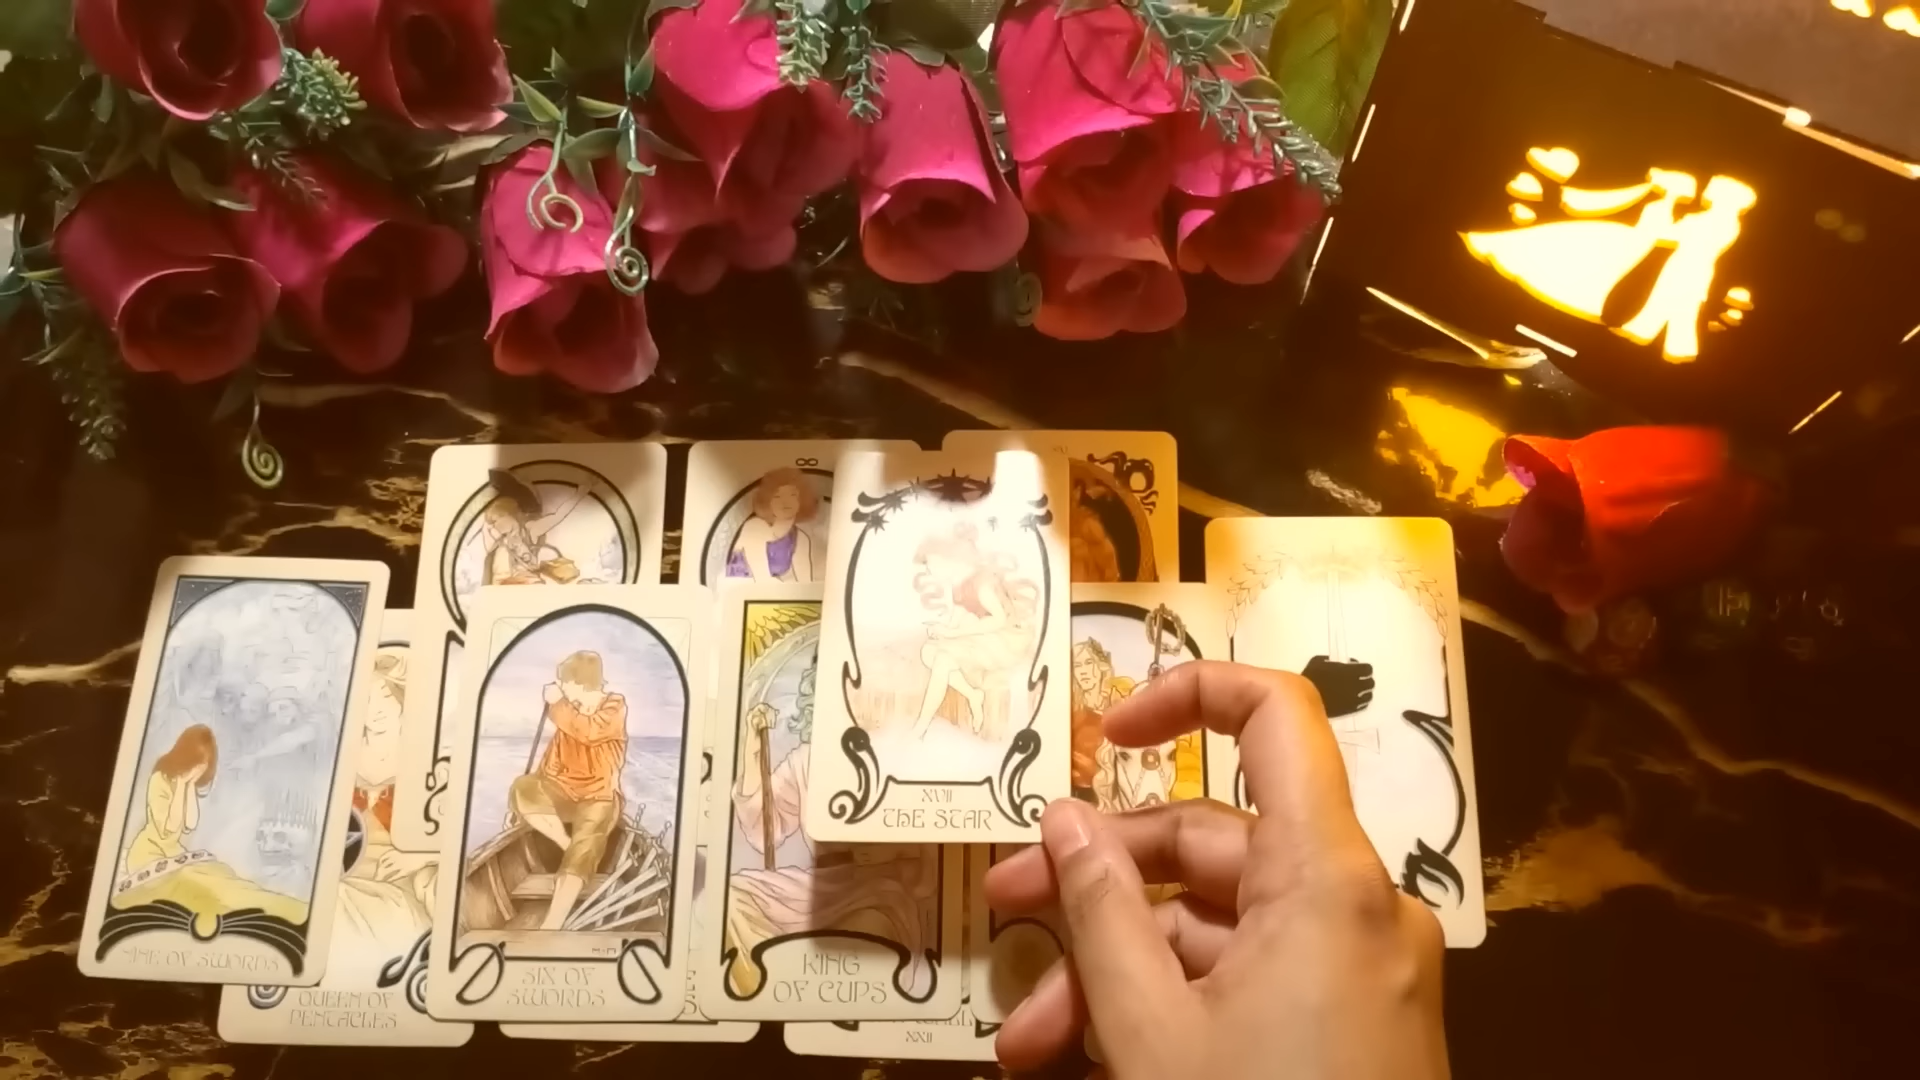 XVII
THE STAR
NINE OF SWORDS
SIX OF
SWORDS
KING
OF CUPS
QUEEN OF
PENTACLES
XXII